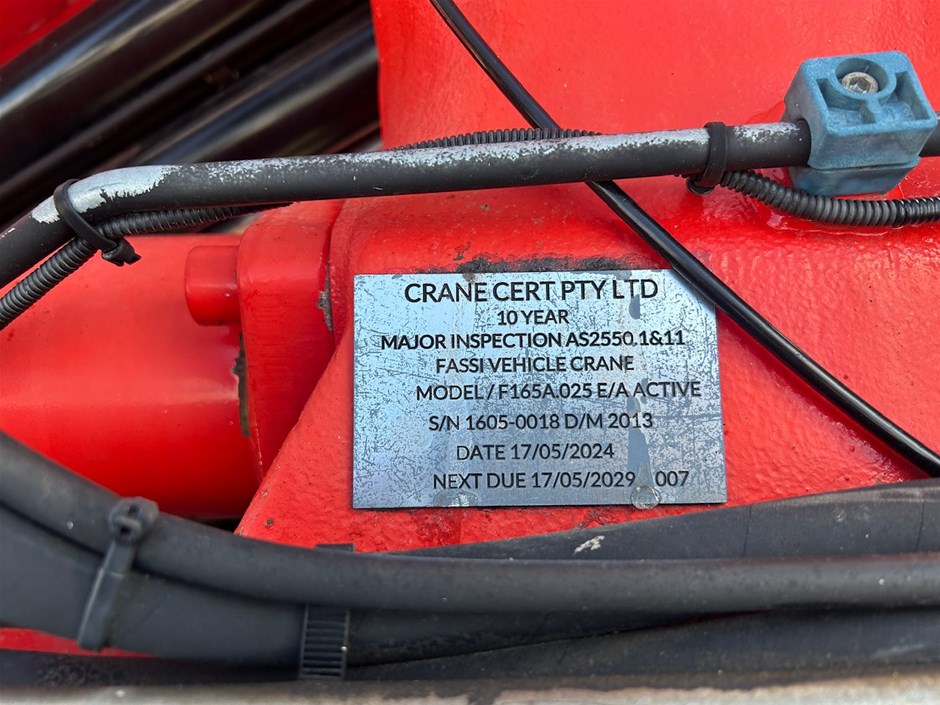 CRANE CERT PTY LTD
10 YEAR
MAJOR INSPECTION AS2550.1&11
FASSI VEHICLE CRANE
MODEL / F165A.025 E/A ACTIVE
S/N 1605-0018 D/M 2013
DATE 17/05/2024
NEXT DUE 17/05/2029 007